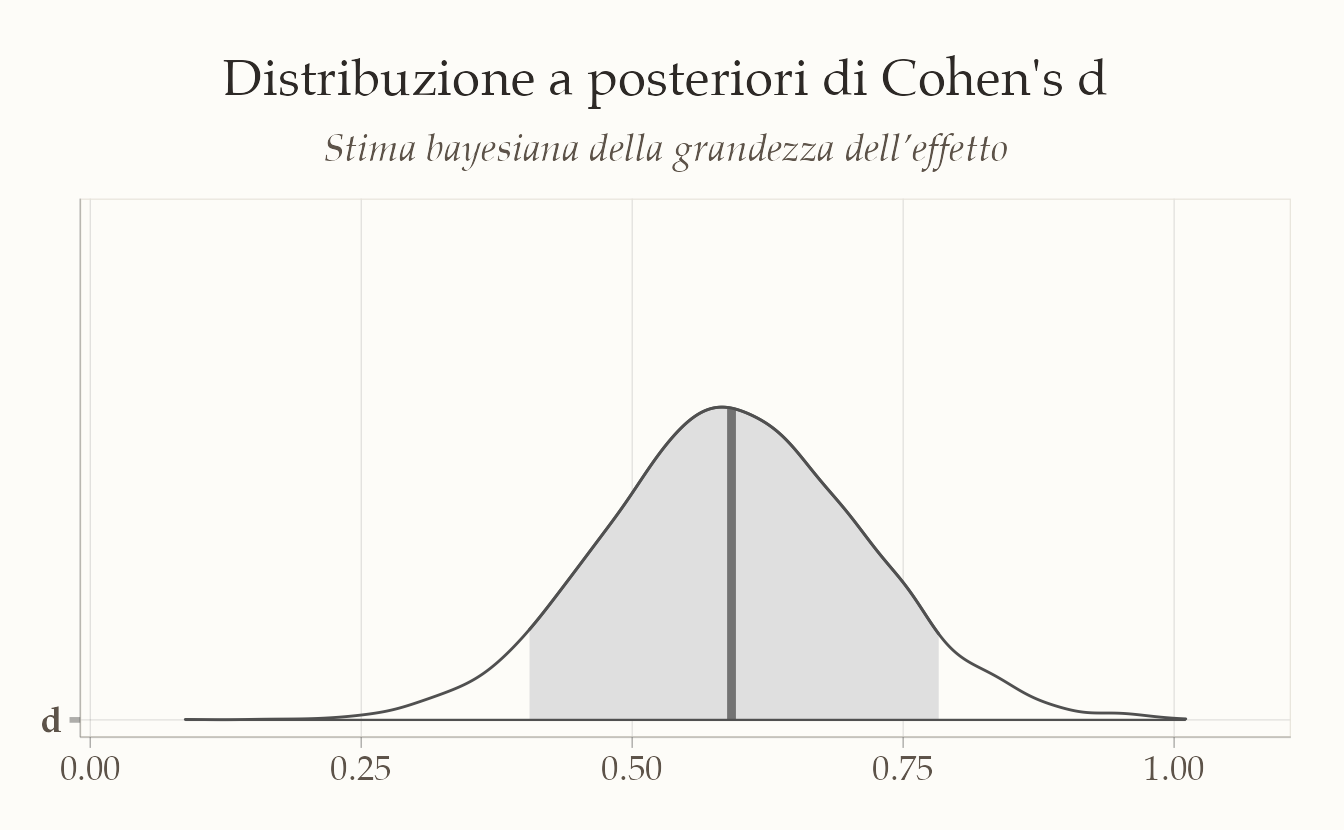 Distribuzione a posteriori di Cohen's d
Stima bayesiana della grandezza dell’effetto
d
0.00 0.25 0.50 0.75 1.00